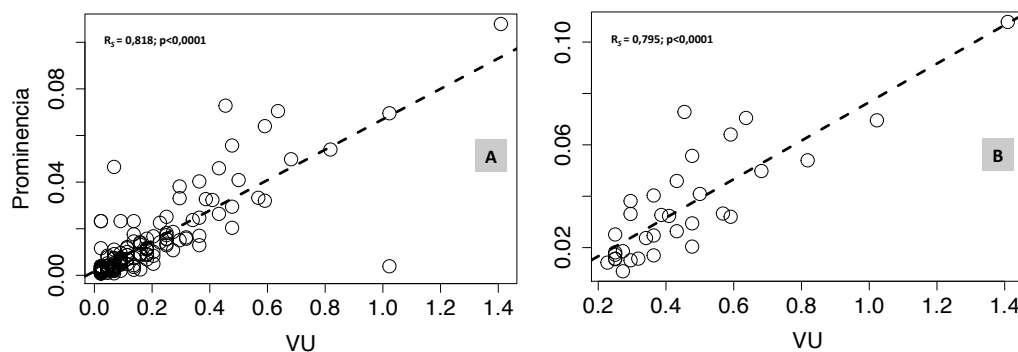 R_S = 0,818; p<0,0001
Prominencia
0.08
0.04
0.00
A
0.0 0.2 0.4 0.6 0.8 1.0 1.2 1.4
VU
R_S = 0,795; p<0,0001
0.10
0.06
0.02
B
0.2 0.4 0.6 0.8 1.0 1.2 1.4
VU